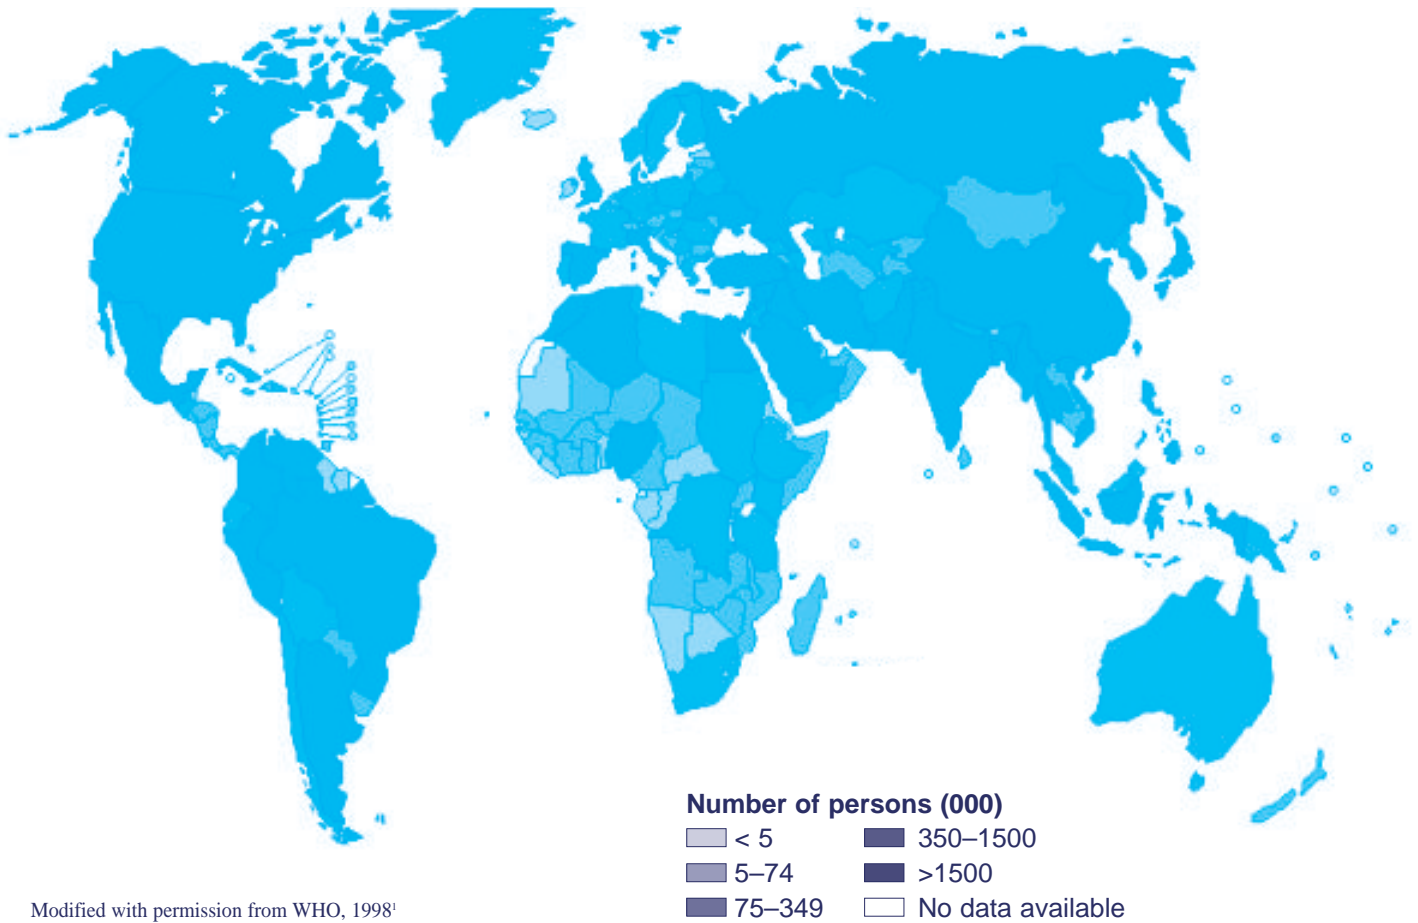 Number of persons (000)
< 5
350–1500
5–74
>1500
75–349
No data available
Modified with permission from WHO, 1998¹